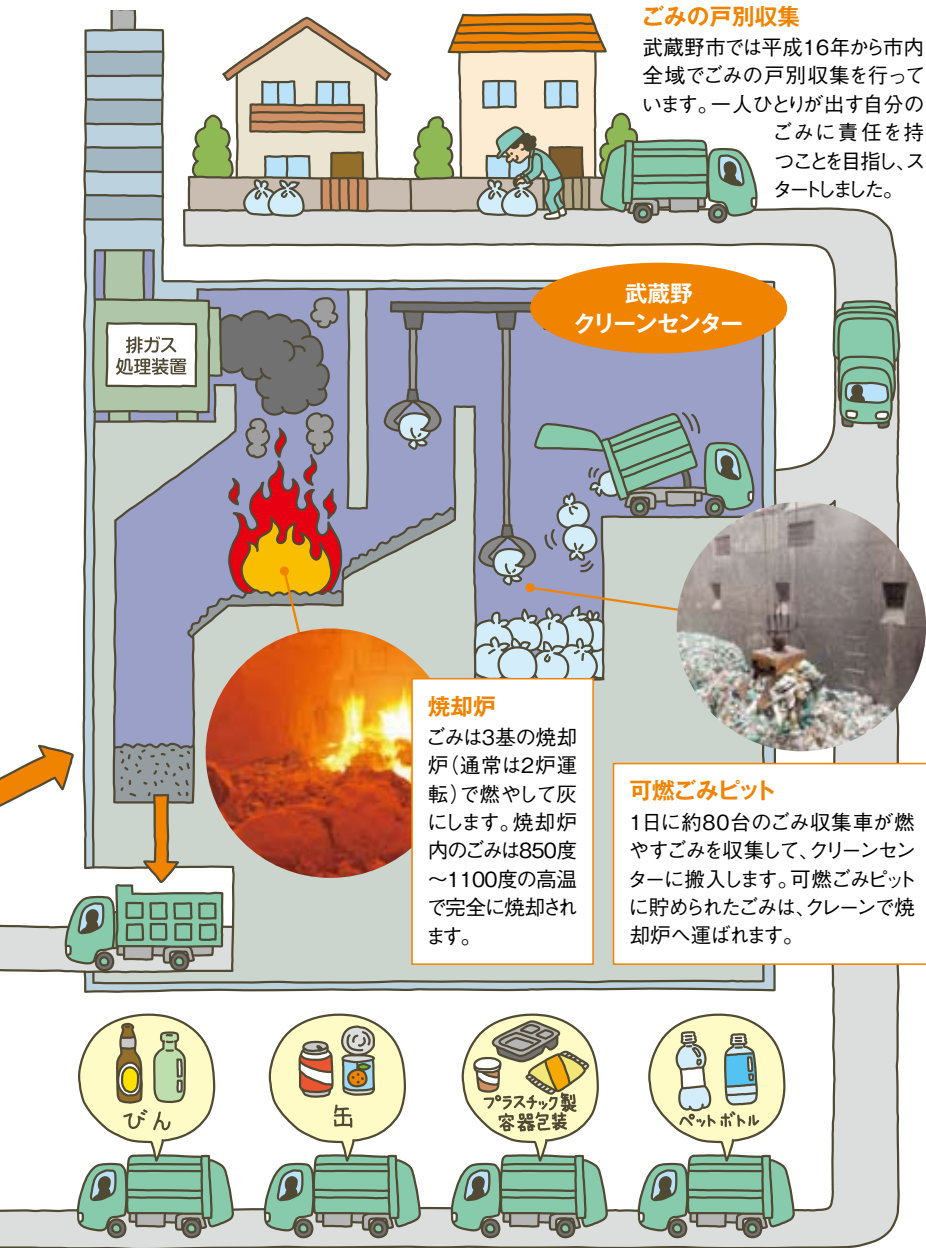 ごみの戸別収集
武蔵野市では平成16年から市内
全域でごみの戸別収集を行って
います。一人ひとりが出す自分の
ごみに責任を持
つことを目指し、ス
タートしました。
武蔵野
クリーンセンター
排ガス
処理装置
焼却炉
ごみは3基の焼却
炉（通常は2炉運
転）で燃やして灰
にします。焼却炉
内のごみは850度
～1100度の高温
で完全に焼却され
ます。
可燃ごみピット
1日に約80台のごみ収集車が燃
やすごみを収集して、クリーンセン
ターに搬入します。可燃ごみピット
に貯められたごみは、クレーンで焼
却炉へ運ばれます。
びん
缶
プラスチック製
容器包装
ペットボトル